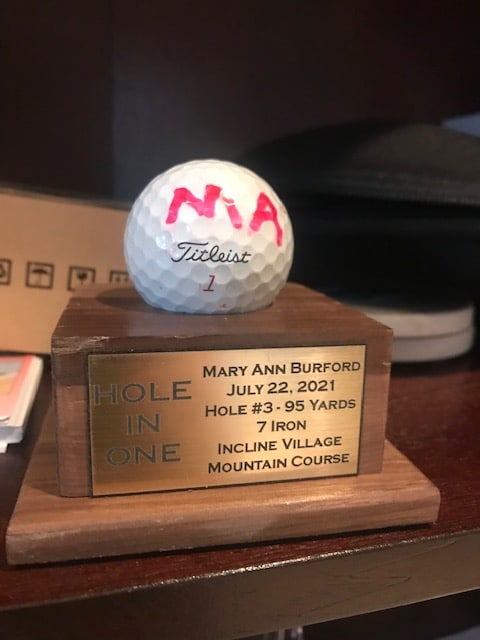 MA
Titleist
1
HOLE
IN
ONE
MARY ANN BURFORD
JULY 22, 2021
HOLE #3 - 95 YARDS
7 IRON
INCLINE VILLAGE
MOUNTAIN COURSE